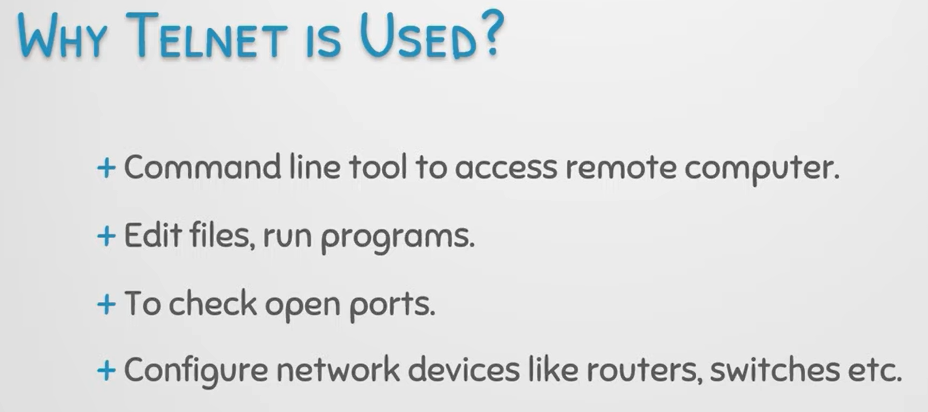 Why Telnet is Used?
+ Command line tool to access remote computer.
+ Edit files, run programs.
+ To check open ports.
+ Configure network devices like routers, switches etc.